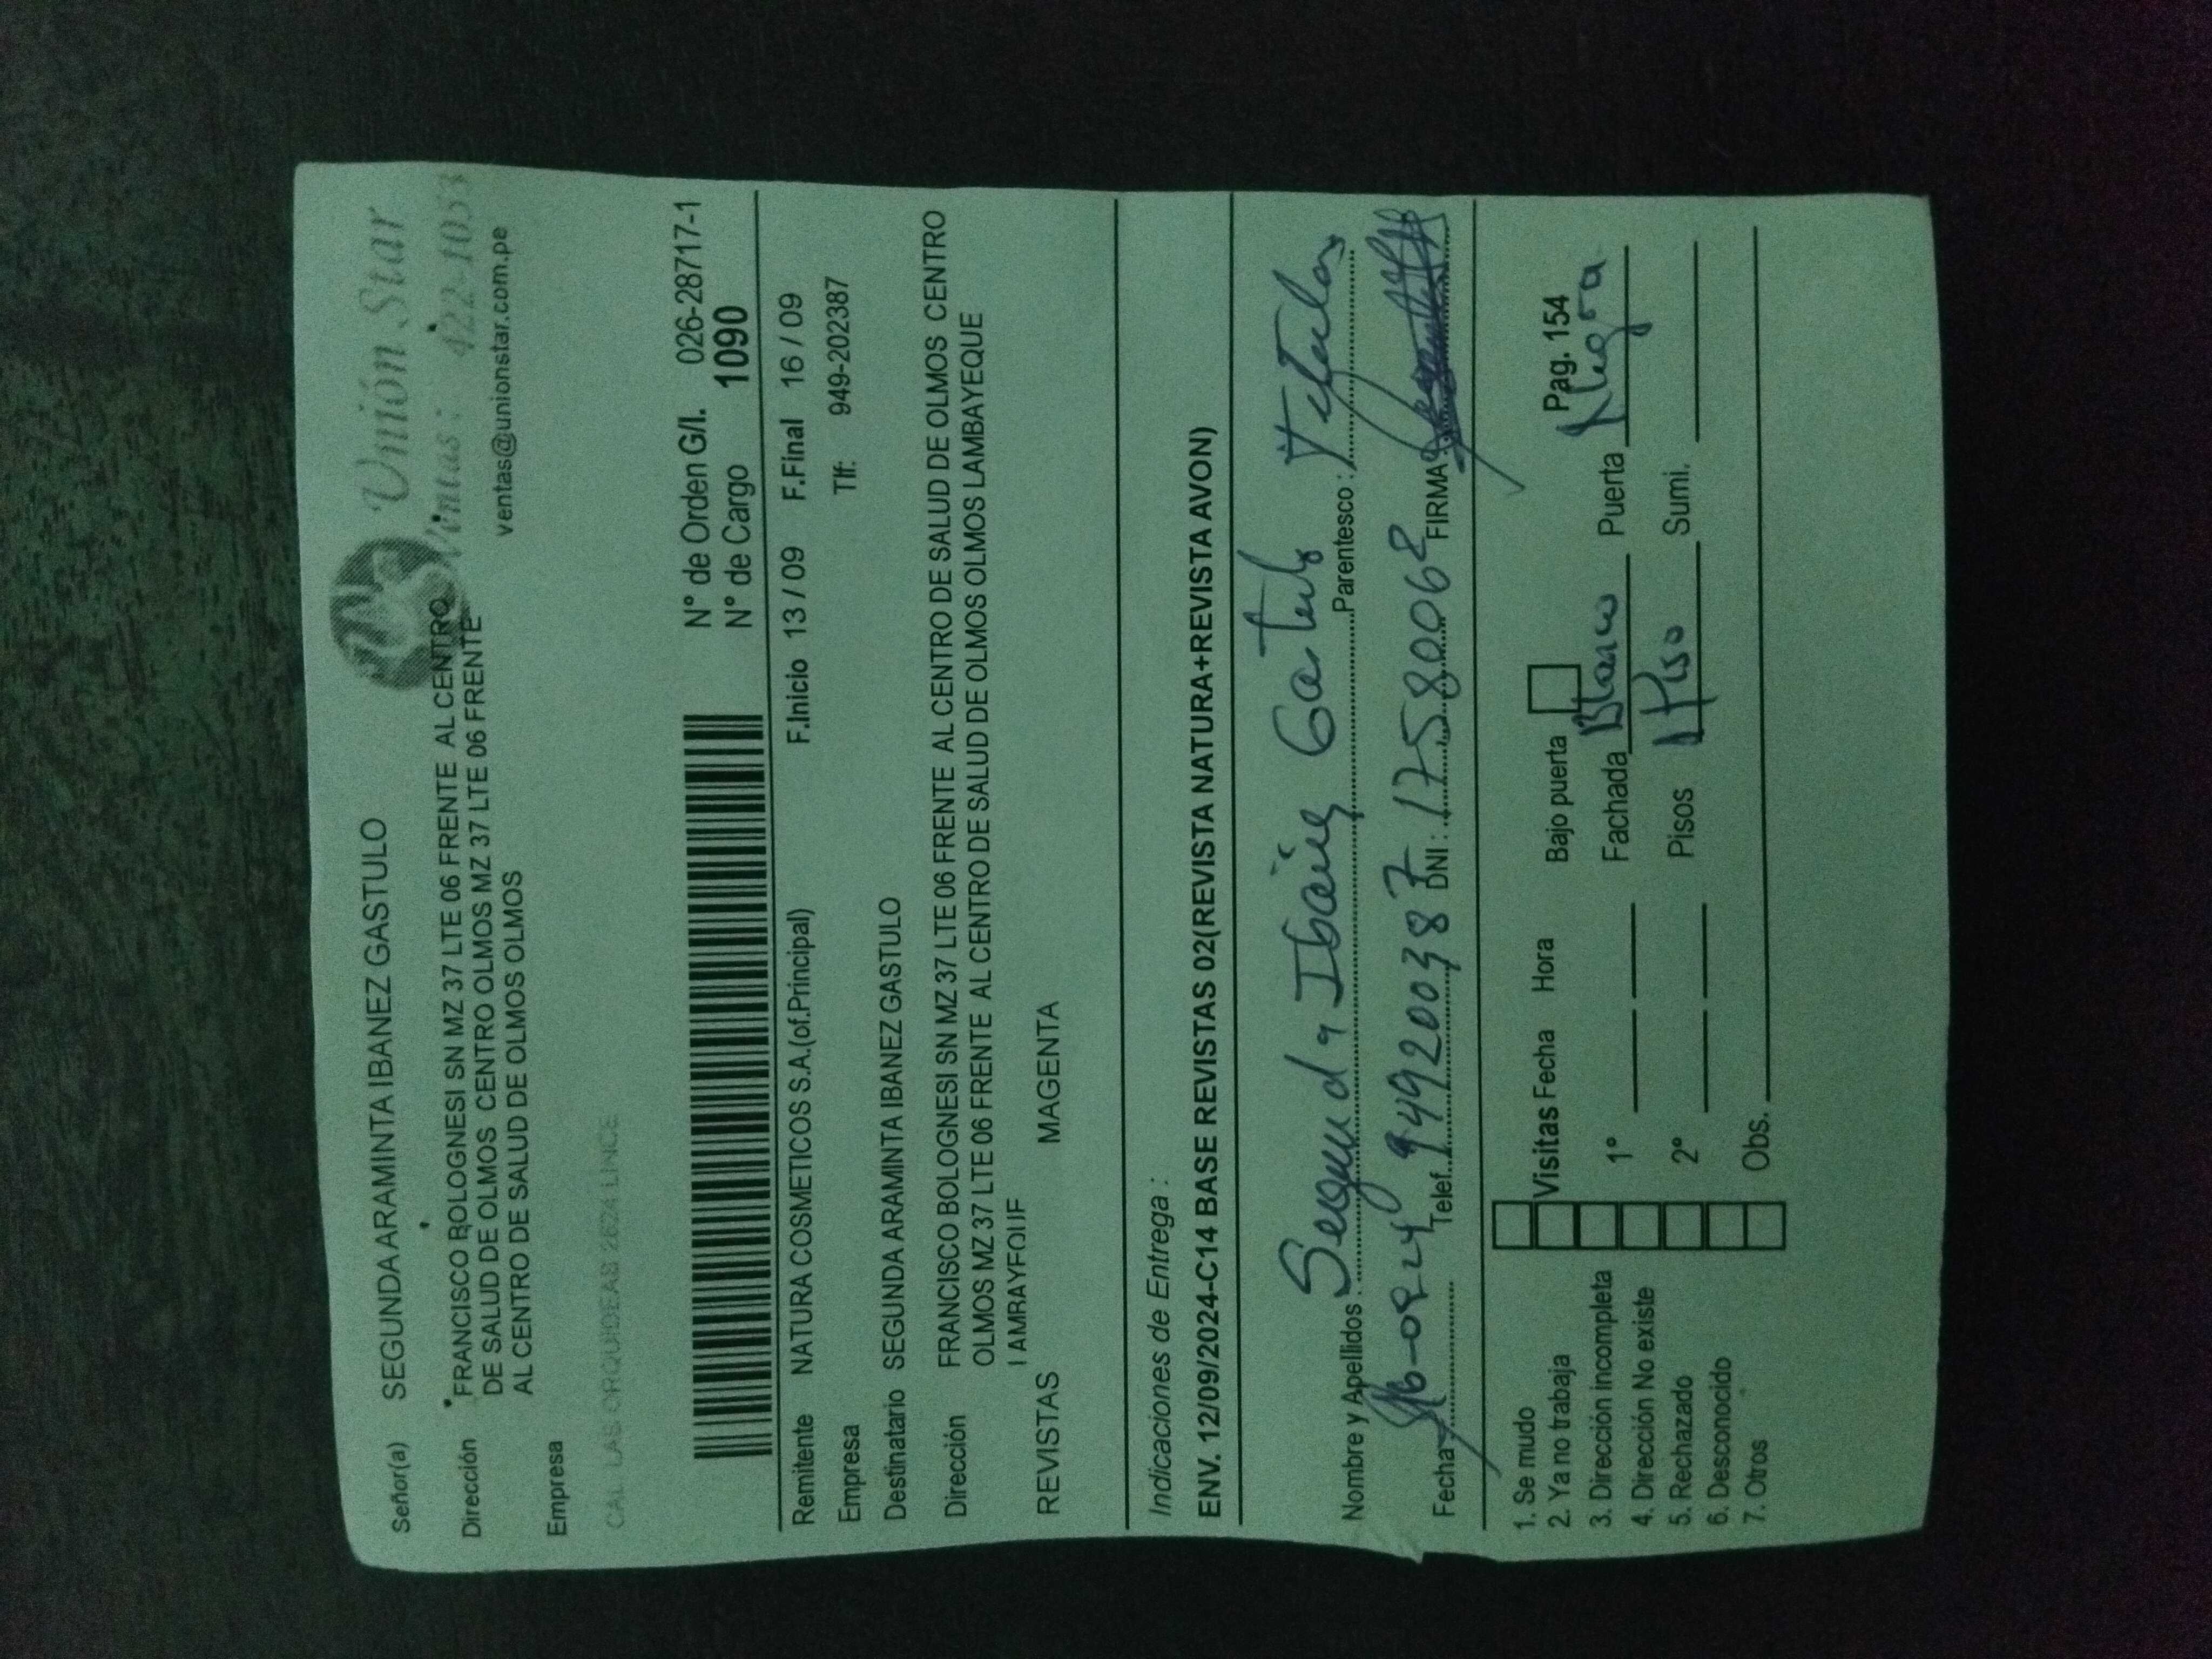 Unión Star
Ventas : 422-1053
ventas@unionstar.com.pe
Señor(a) SEGUNDA ARAMINTA IBANEZ GASTULO
Dirección FRANCISCO BOLOGNESI SN MZ 37 LTE 06 FRENTE AL CENTRO
DE SALUD DE OLMOS CENTRO OLMOS MZ 37 LTE 06 FRENTE
AL CENTRO DE SALUD DE OLMOS OLMOS
Empresa
CAL LAS ORQUIDEAS 2624 LINCE
N° de Orden G/I. 026-28717-1
N° de Cargo 1090
Remitente NATURA COSMETICOS S.A.(of.Principal) F.Inicio 13 / 09 F.Final 16 / 09
Empresa Tlf: 949-202387
Destinatario SEGUNDA ARAMINTA IBANEZ GASTULO
Dirección FRANCISCO BOLOGNESI SN MZ 37 LTE 06 FRENTE AL CENTRO DE SALUD DE OLMOS CENTRO
OLMOS MZ 37 LTE 06 FRENTE AL CENTRO DE SALUD DE OLMOS OLMOS LAMBAYEQUE
LAMBAYEQUE
REVISTAS MAGENTA
Indicaciones de Entrega :
ENV. 12/09/2024-C14 BASE REVISTAS 02(REVISTA NATURA+REVISTA AVON)
Nombre y Apellidos : Segunda Ibañez Gastulo Parentesco : Titular
Fecha Telef. 949200387 DNI : 17580062 FIRMA
1. Se mudo
2. Ya no trabaja
3. Dirección incompleta
4. Dirección No existe
5. Rechazado
6. Desconocido
7. Otros
Visitas Fecha Hora
1°
2°
Obs.
Bajo puerta Pag. 154
Fachada Blanco Puerta Negra
Pisos 1 Piso Sumi.